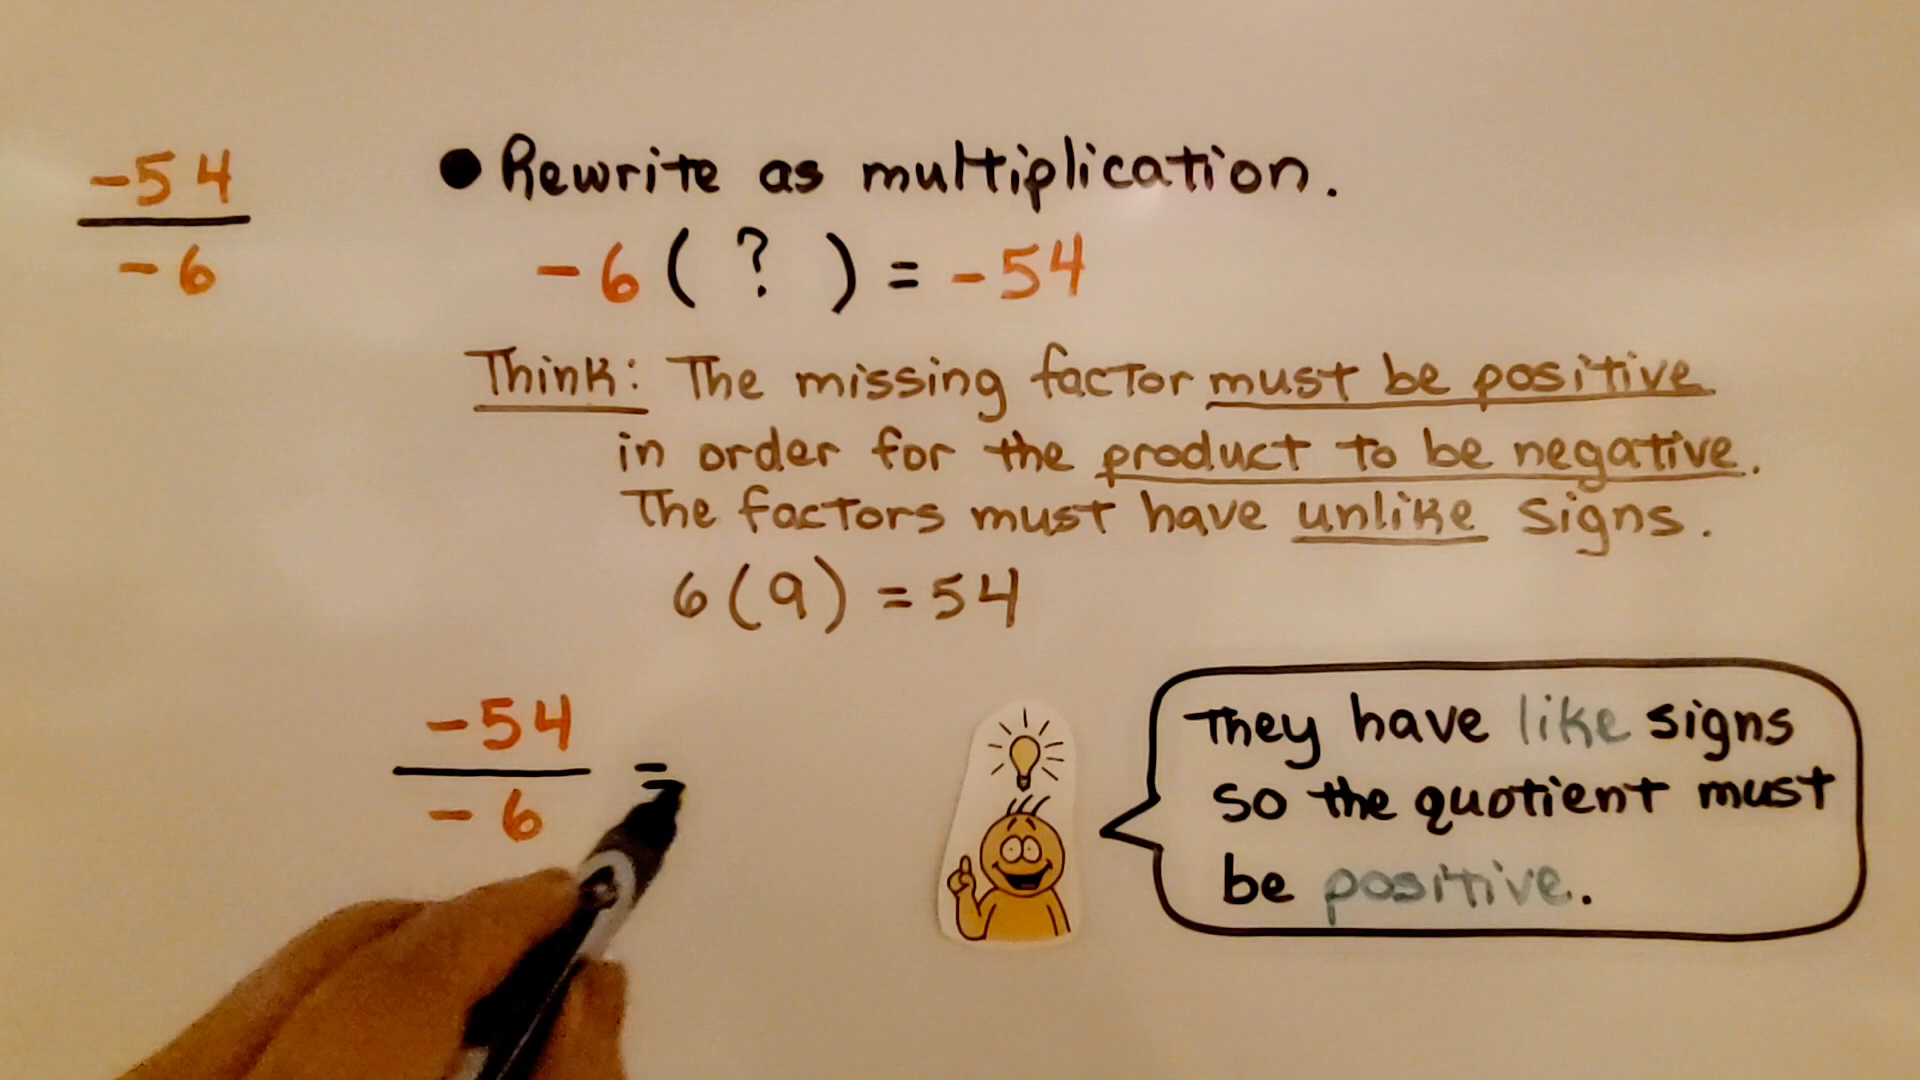 -54
-6
● Rewrite as multiplication.
-6 ( ? ) = -54
Think: The missing factor must be positive
in order for the product to be negative.
The factors must have unlike signs.
6(9) = 54
-54
-6
=
They have like signs
so the quotient must
be positive.